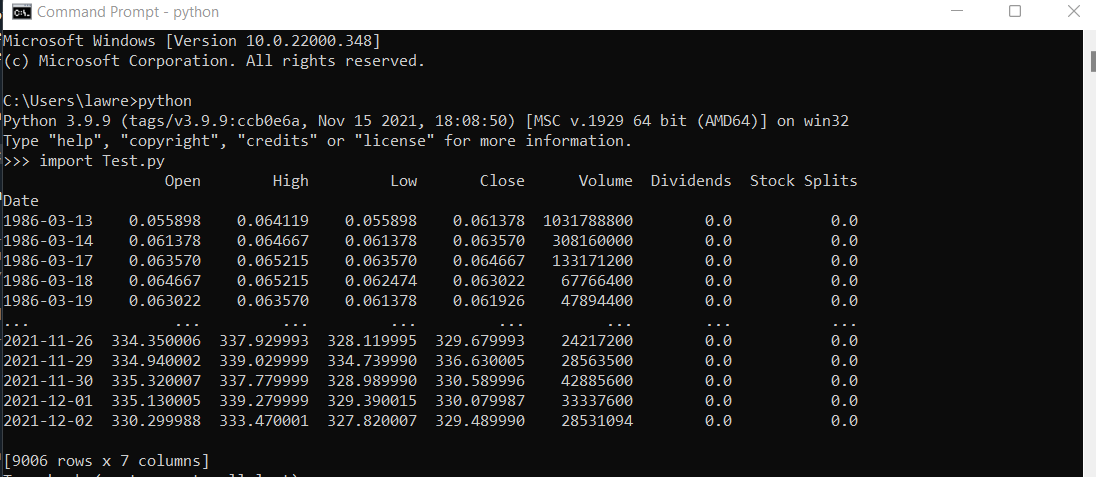 Command Prompt - python
Microsoft Windows [Version 10.0.22000.348]
(c) Microsoft Corporation. All rights reserved.
C:\Users\lawre>python
Python 3.9.9 (tags/v3.9.9:ccb0e6a, Nov 15 2021, 18:08:50) [MSC v.1929 64 bit (AMD64)] on win32
Type "help", "copyright", "credits" or "license" for more information.
>>> import Test.py
Open High Low Close Volume Dividends Stock Splits
Date
1986-03-13 0.055898 0.064119 0.055898 0.061378 1031788800 0.0 0.0
1986-03-14 0.061378 0.064667 0.061378 0.063570 308160000 0.0 0.0
1986-03-17 0.063570 0.065215 0.063570 0.064667 133171200 0.0 0.0
1986-03-18 0.064667 0.065215 0.062474 0.063022 67766400 0.0 0.0
1986-03-19 0.063022 0.063570 0.061378 0.061926 47894400 0.0 0.0
... ... ... ... ... ... ... ...
2021-11-26 334.350006 337.929993 328.119995 329.679993 24217200 0.0 0.0
2021-11-29 334.940002 339.029999 334.739990 336.630005 28563500 0.0 0.0
2021-11-30 335.320007 337.779999 328.989990 330.589996 42885600 0.0 0.0
2021-12-01 335.130005 339.279999 329.390015 330.079987 33337600 0.0 0.0
2021-12-02 330.299988 333.470001 327.820007 329.489990 28531094 0.0 0.0
[9006 rows x 7 columns]